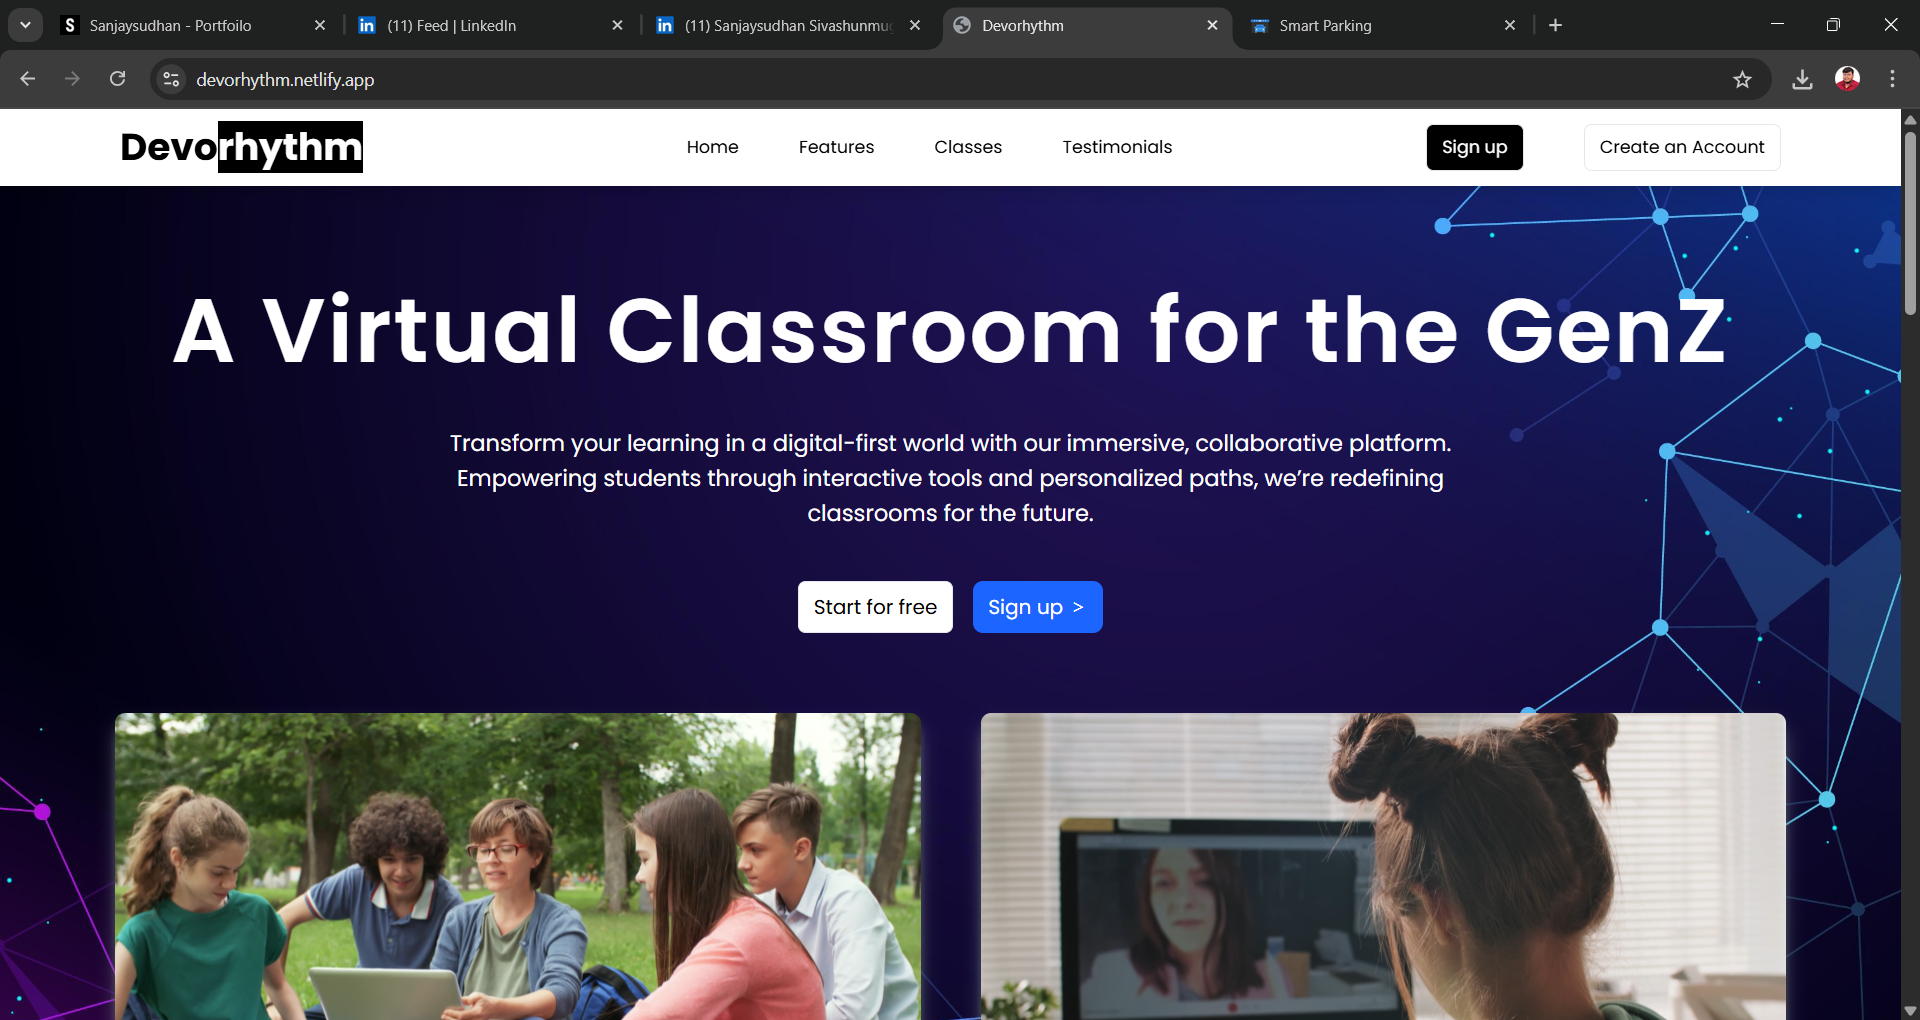 Sanjaysudhan - Portfoilo
(11) Feed | LinkedIn
(11) Sanjaysudhan Sivashunmug
Devorhythm
Smart Parking
devorhythm.netlify.app
Devorhythm
Home
Features
Classes
Testimonials
Sign up
Create an Account
A Virtual Classroom for the GenZ
Transform your learning in a digital-first world with our immersive, collaborative platform.
Empowering students through interactive tools and personalized paths, we’re redefining
classrooms for the future.
Start for free
Sign up >